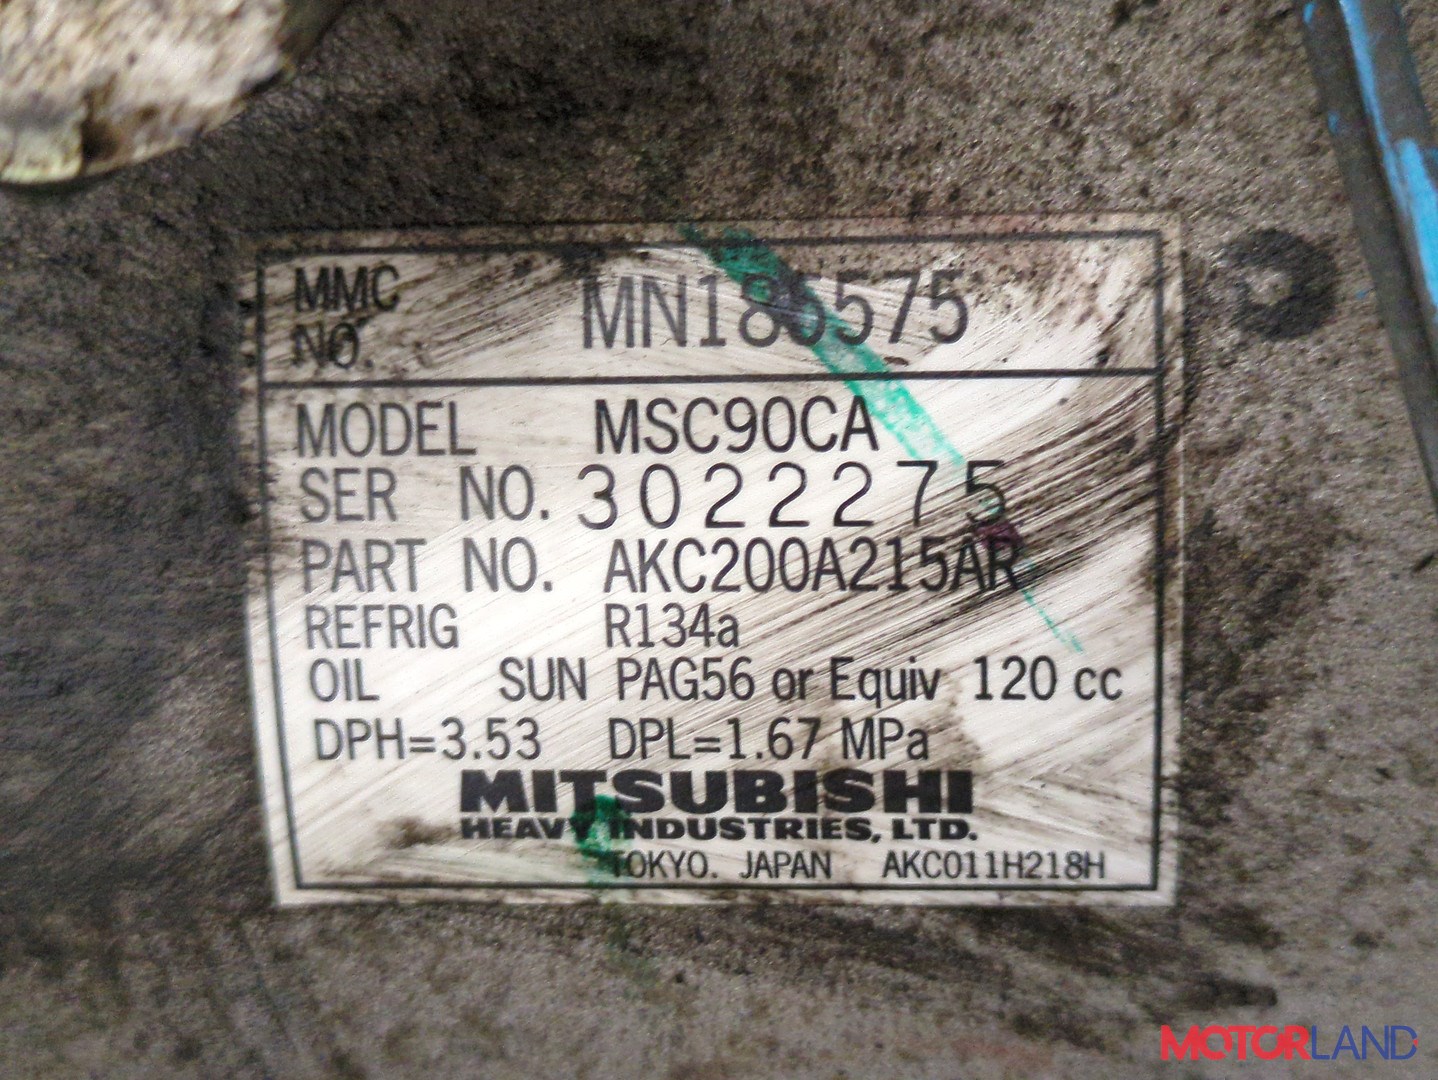 MMC
NO.
MODEL MSC90CA
SER NO. 3022275
PART NO. AKC200A215AR
REFRIG R134a
OIL SUN PAG56 or Equiv 120 cc
DPH=3.53 DPL=1.67 MPa
MITSUBISHI
HEAVY INDUSTRIES, LTD.
TOKYO. JAPAN AKC011H218H
MOTORLAND